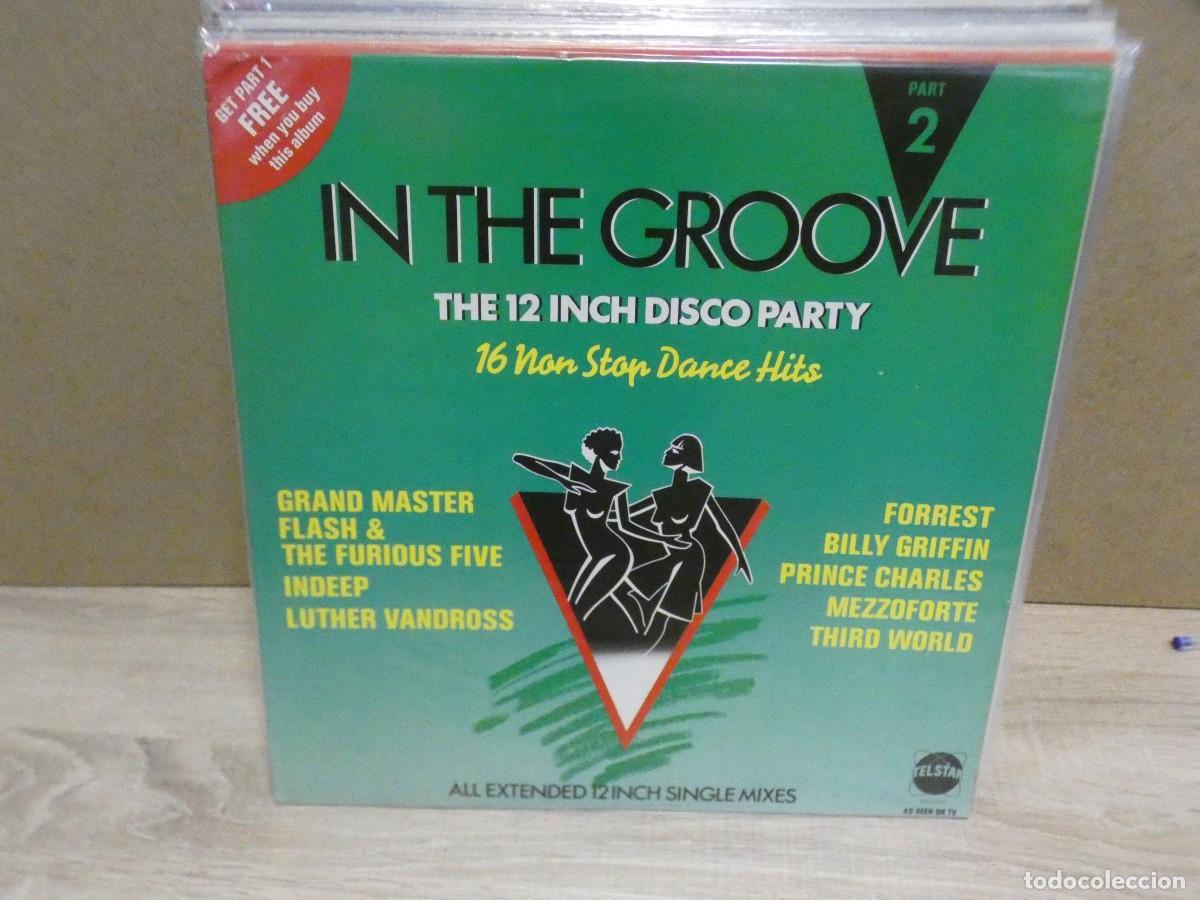 GET PART 1
FREE
when you buy
this album
PART
2
IN THE GROOVE
THE 12 INCH DISCO PARTY
16 Non Stop Dance Hits
GRAND MASTER
FLASH &
THE FURIOUS FIVE
INDEEP
LUTHER VANDROSS
FORREST
BILLY GRIFFIN
PRINCE CHARLES
MEZZOFORTE
THIRD WORLD
ALL EXTENDED 12 INCH SINGLE MIXES
TELSTAR
AS SEEN ON TV
todocoleccion